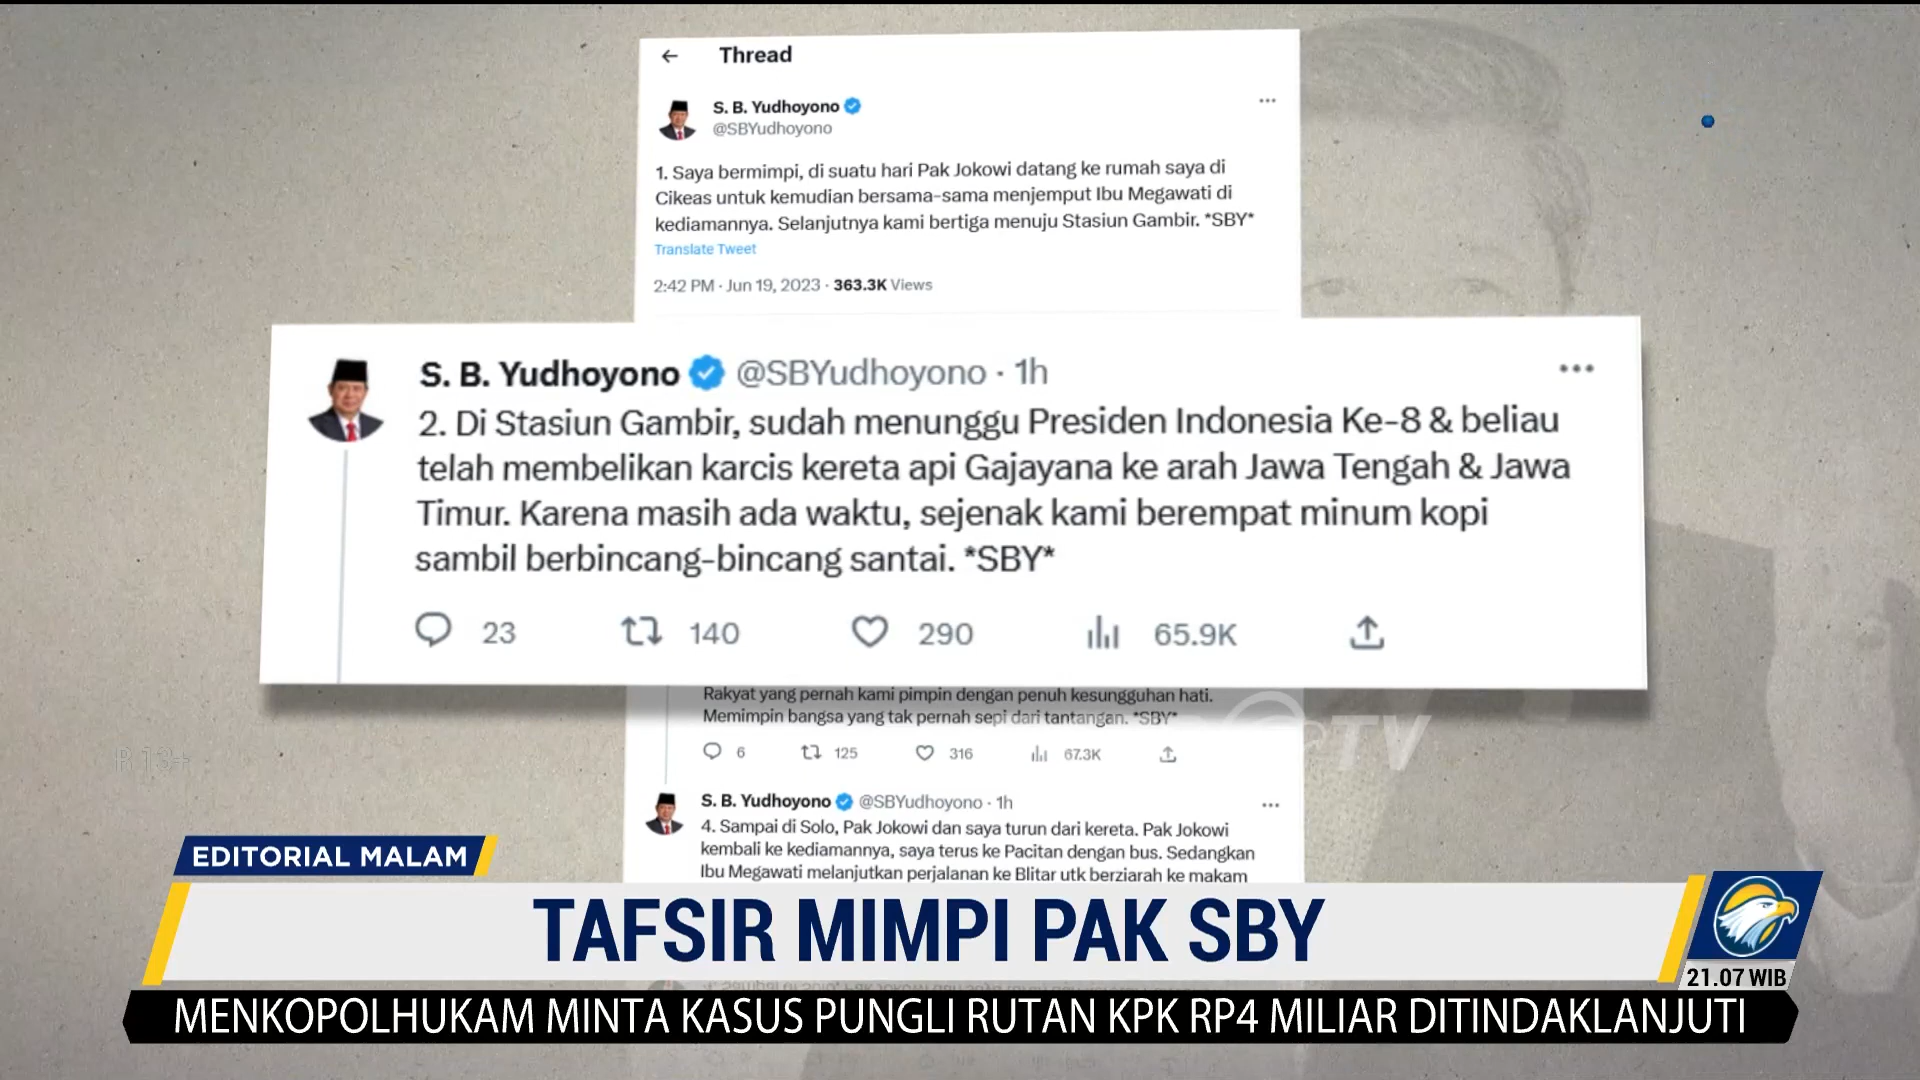 Thread
S. B. Yudhoyono
@SBYudhoyono
1. Saya bermimpi, di suatu hari Pak Jokowi datang ke rumah saya di
Cikeas untuk kemudian bersama-sama menjemput Ibu Megawati di
kediamannya. Selanjutnya kami bertiga menuju Stasiun Gambir. *SBY*
Translate Tweet
2:42 PM · Jun 19, 2023 · 363.3K Views
S. B. Yudhoyono @SBYudhoyono · 1h
2. Di Stasiun Gambir, sudah menunggu Presiden Indonesia Ke-8 & beliau
telah membelikan karcis kereta api Gajayana ke arah Jawa Tengah & Jawa
Timur. Karena masih ada waktu, sejenak kami berempat minum kopi
sambil berbincang-bincang santai. *SBY*
23 140 290 65.9K
Rakyat yang pernah kami pimpin dengan penuh kesungguhan hati.
Memimpin bangsa yang tak pernah sepi dari tantangan. *SBY*
TV
6 125 316 67.3K
R 13+
S. B. Yudhoyono @SBYudhoyono · 1h
4. Sampai di Solo, Pak Jokowi dan saya turun dari kereta. Pak Jokowi
kembali ke kediamannya, saya terus ke Pacitan dengan bus. Sedangkan
Ibu Megawati melanjutkan perjalanan ke Blitar utk berziarah ke makam
EDITORIAL MALAM
TAFSIR MIMPI PAK SBY
21.07 WIB
MENKOPOLHUKAM MINTA KASUS PUNGLI RUTAN KPK RP4 MILIAR DITINDAKLANJUTI